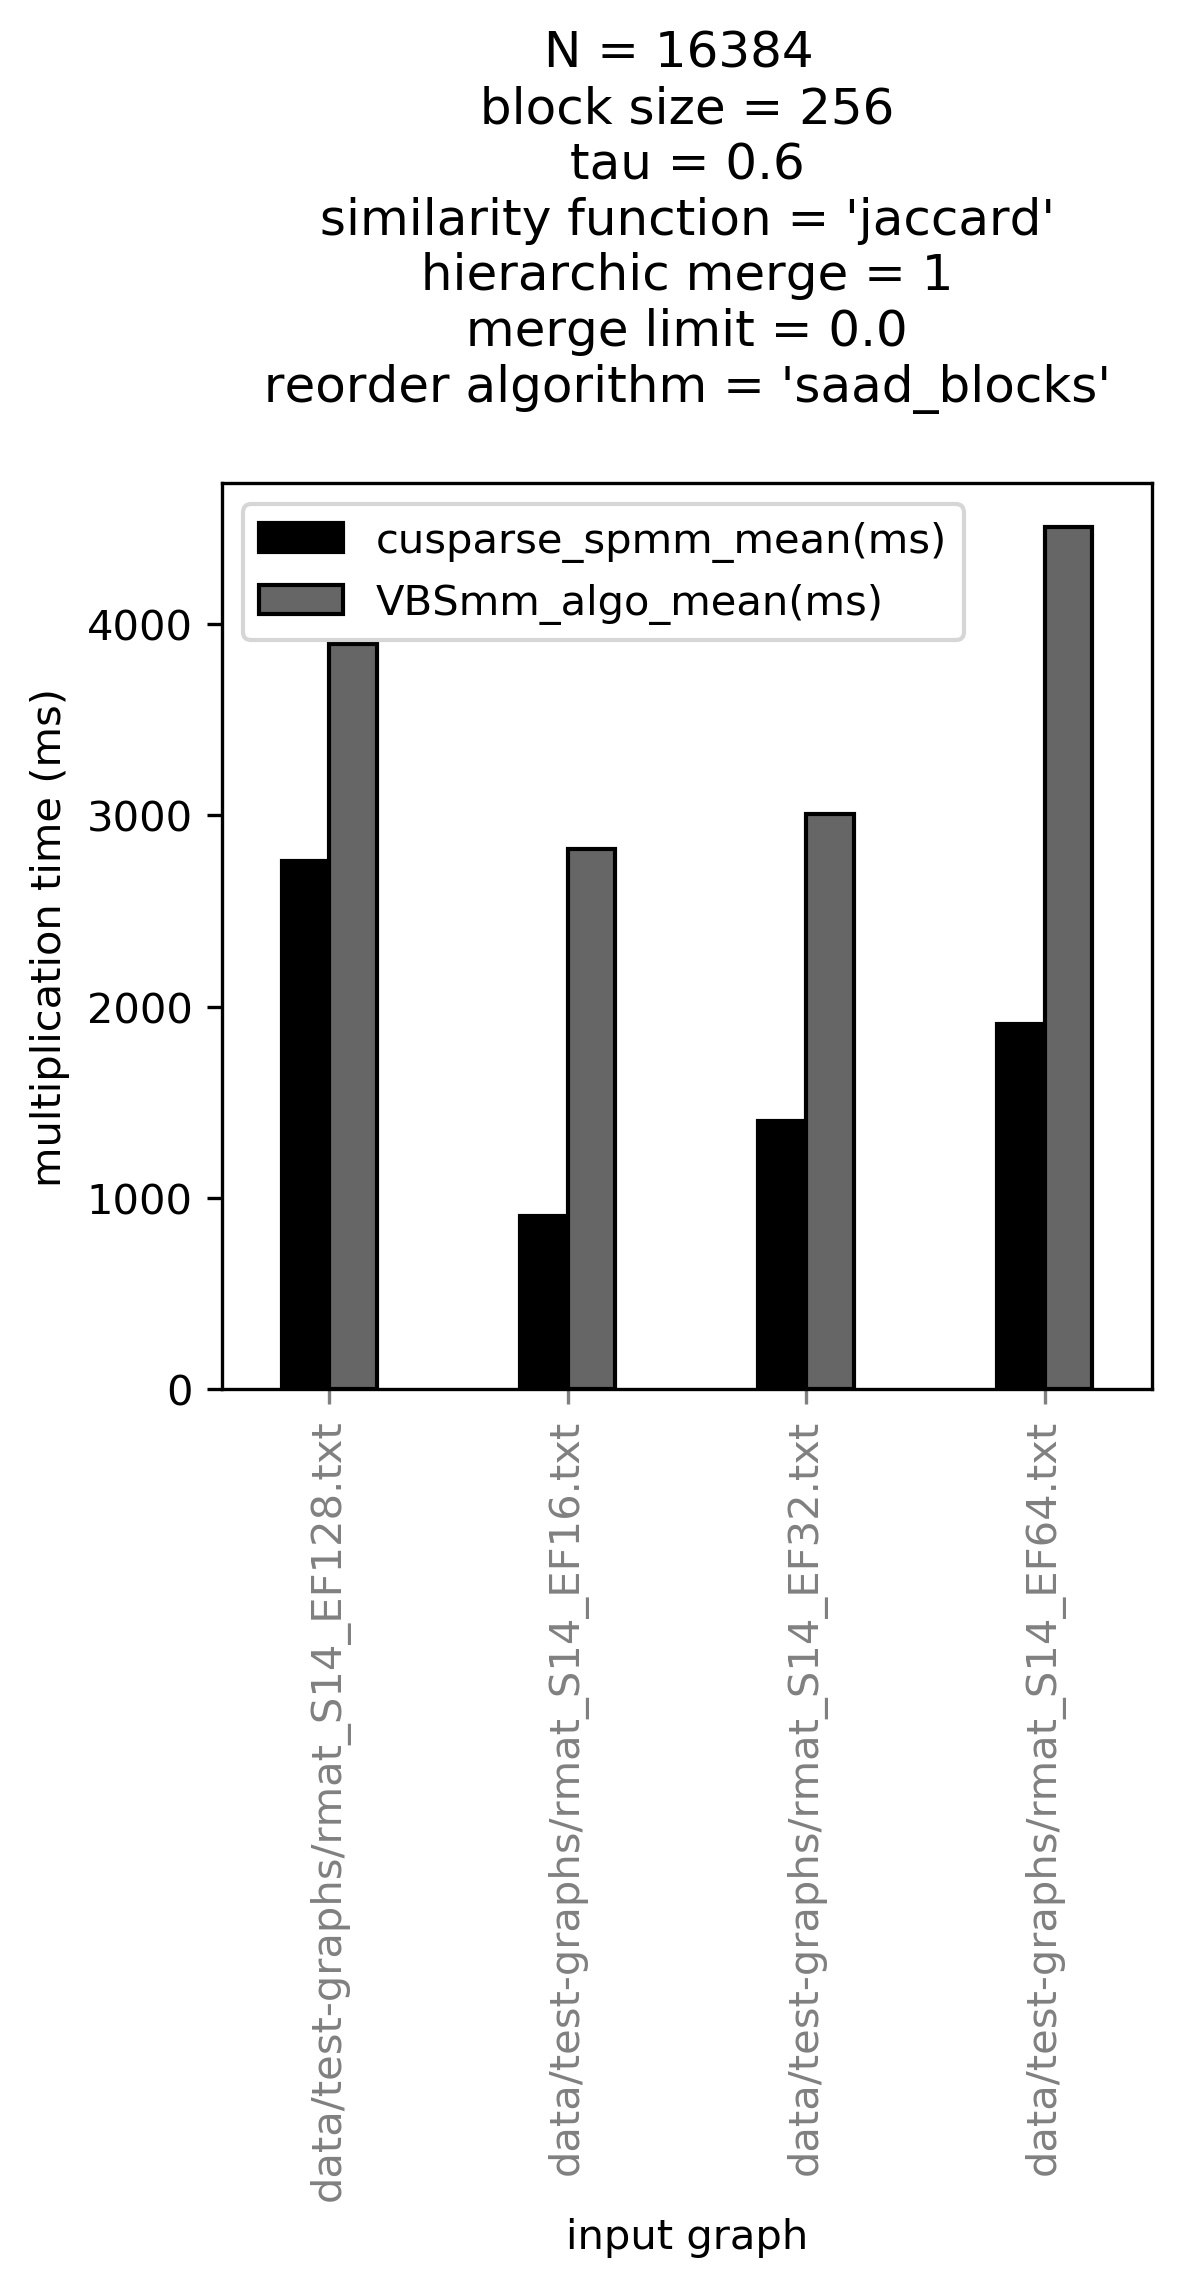 N = 16384
block size = 256
tau = 0.6
similarity function = 'jaccard'
hierarchic merge = 1
merge limit = 0.0
reorder algorithm = 'saad_blocks'
cusparse_spmm_mean(ms)
VBSmm_algo_mean(ms)
multiplication time (ms)
4000
3000
2000
1000
0
data/test-graphs/rmat_S14_EF128.txt
data/test-graphs/rmat_S14_EF16.txt
data/test-graphs/rmat_S14_EF32.txt
data/test-graphs/rmat_S14_EF64.txt
input graph